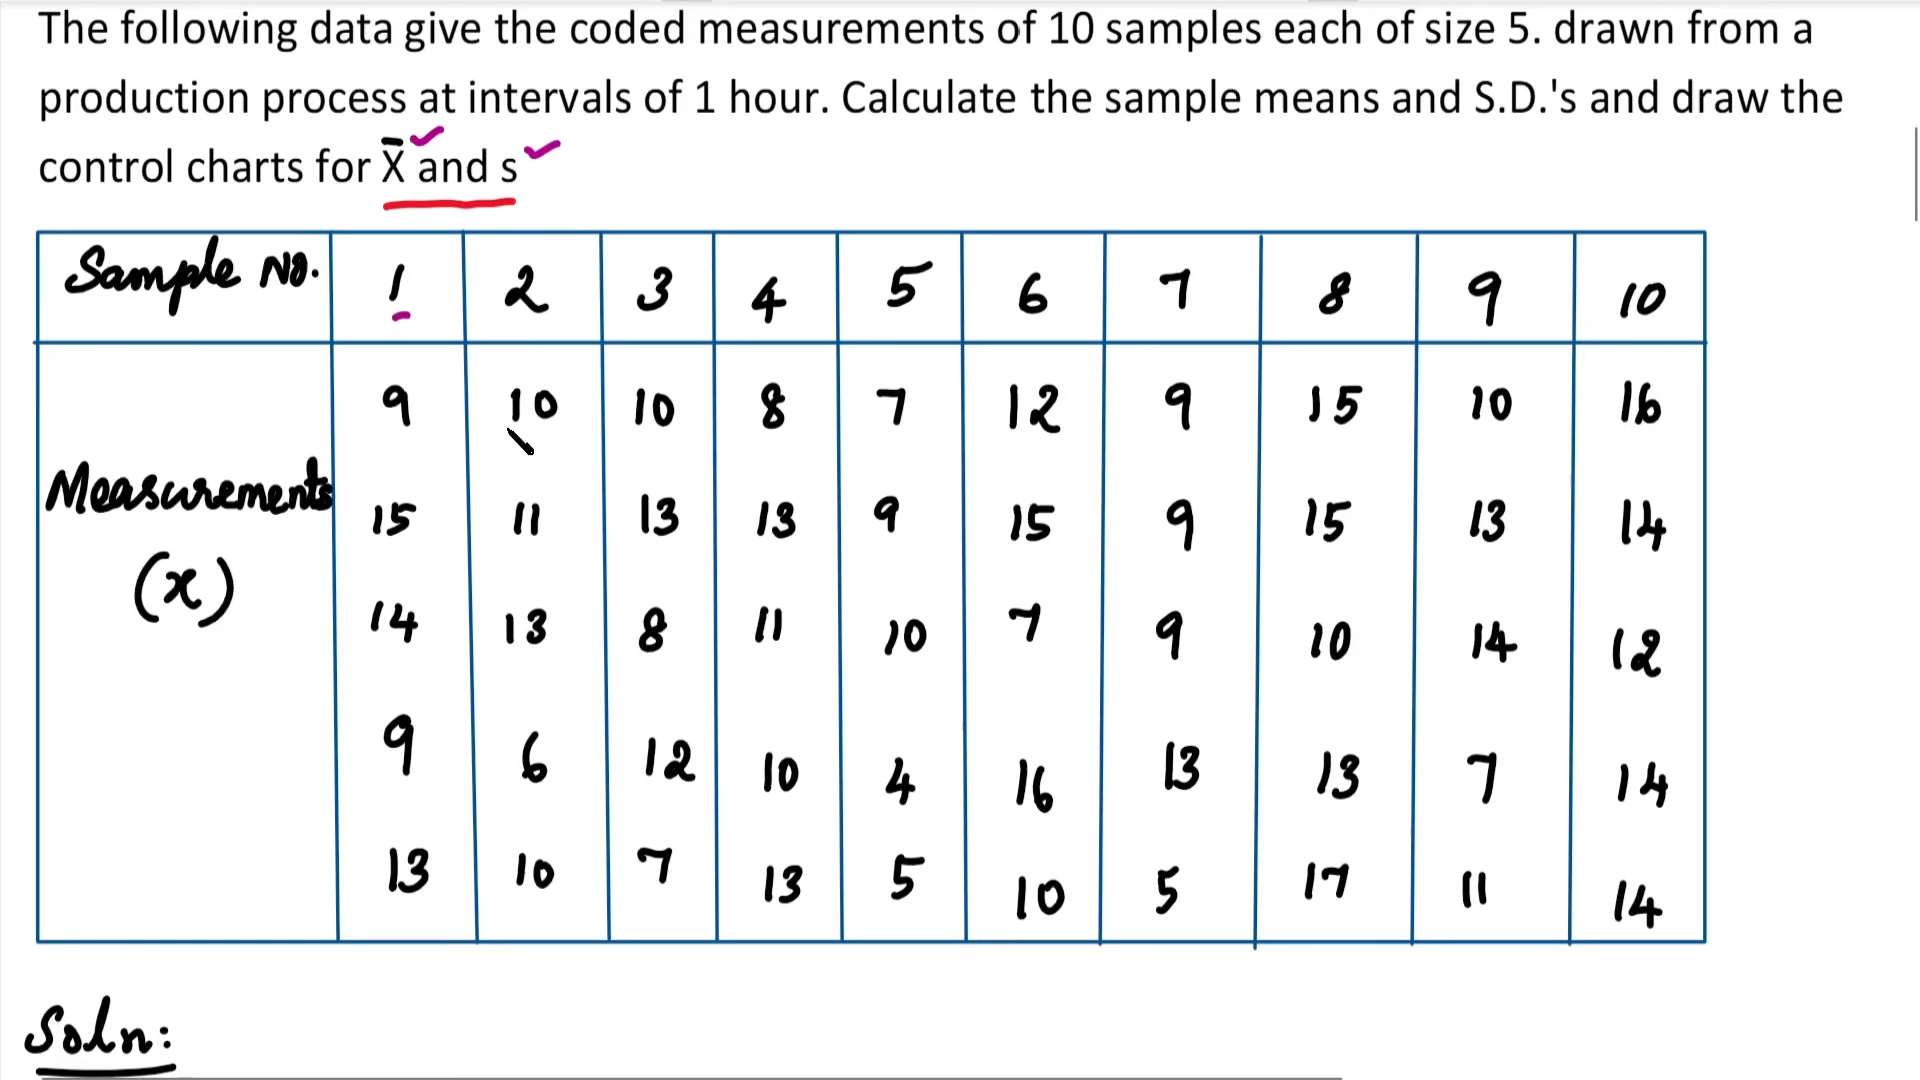 The following data give the coded measurements of 10 samples each of size 5. drawn from a
production process at intervals of 1 hour. Calculate the sample means and S.D.'s and draw the
control charts for X̄ and s
Sample No. 1 2 3 4 5 6 7 8 9 10
9 10 10 8 7 12 9 15 10 16
Measurements 15 11 13 13 9 15 9 15 13 14
(x) 14 13 8 11 10 7 9 10 14 12
9 6 12 10 4 16 13 13 7 14
13 10 7 13 5 10 5 17 11 14
Soln: